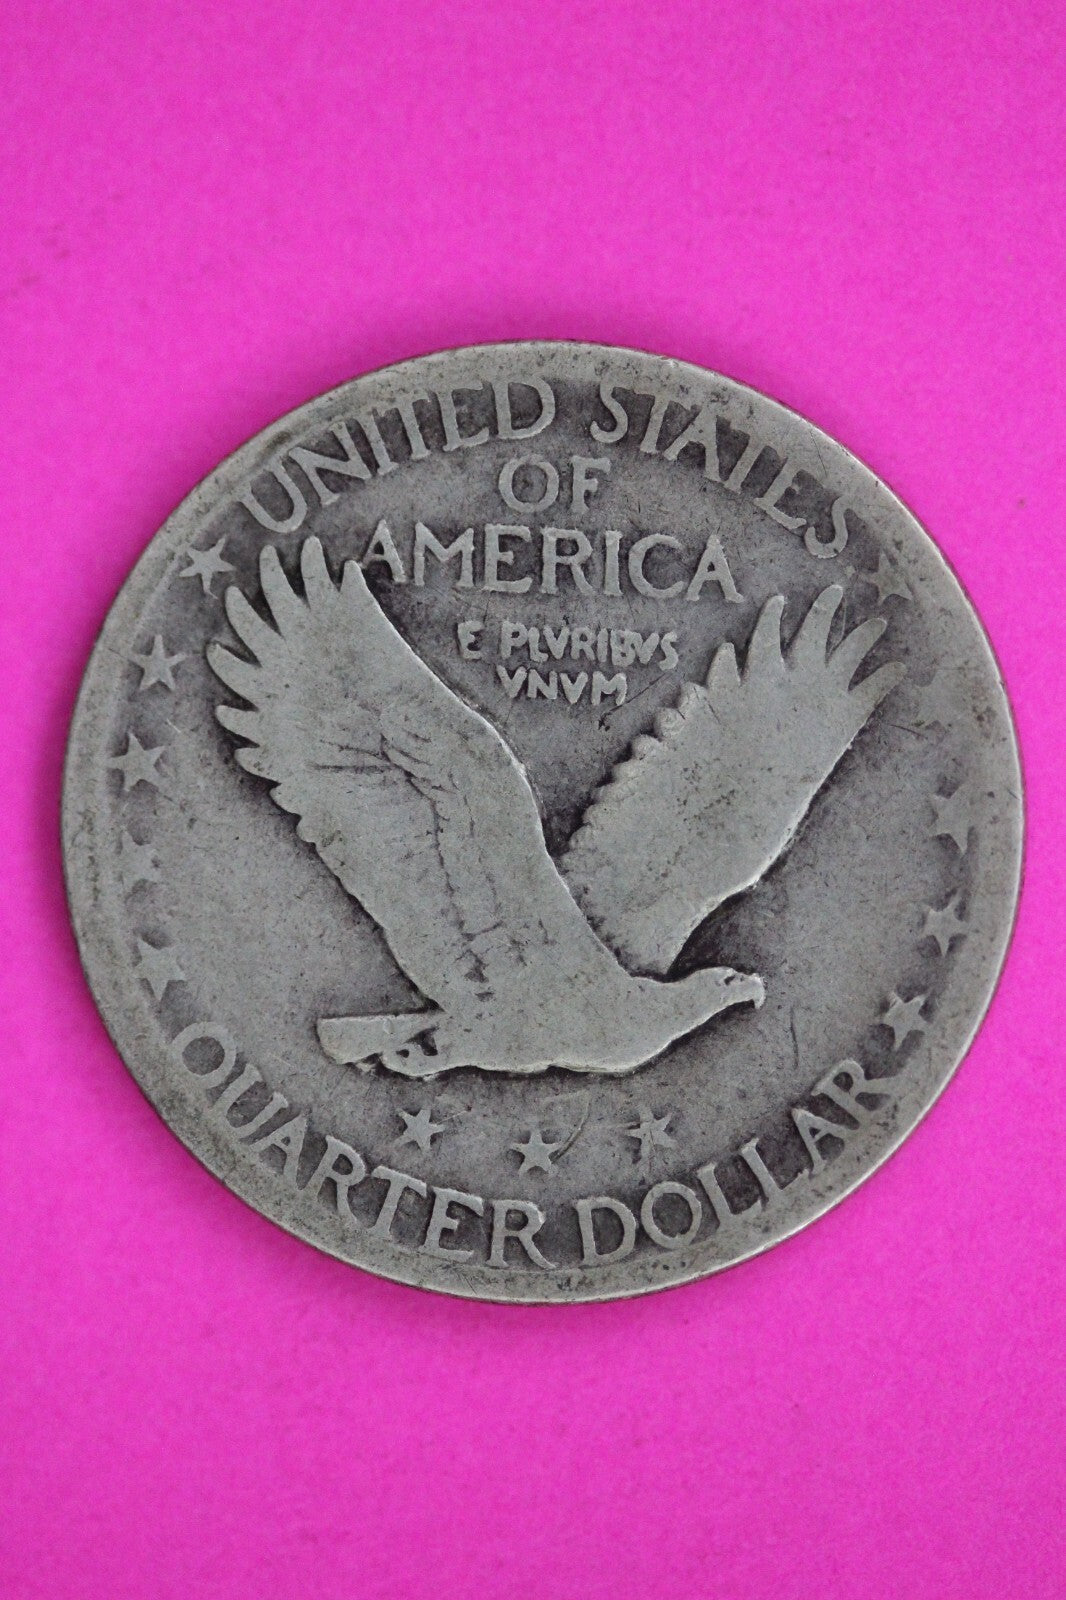 UNITED STATES
OF
AMERICA
E PLVRIBVS
VNVM
QUARTER DOLLAR